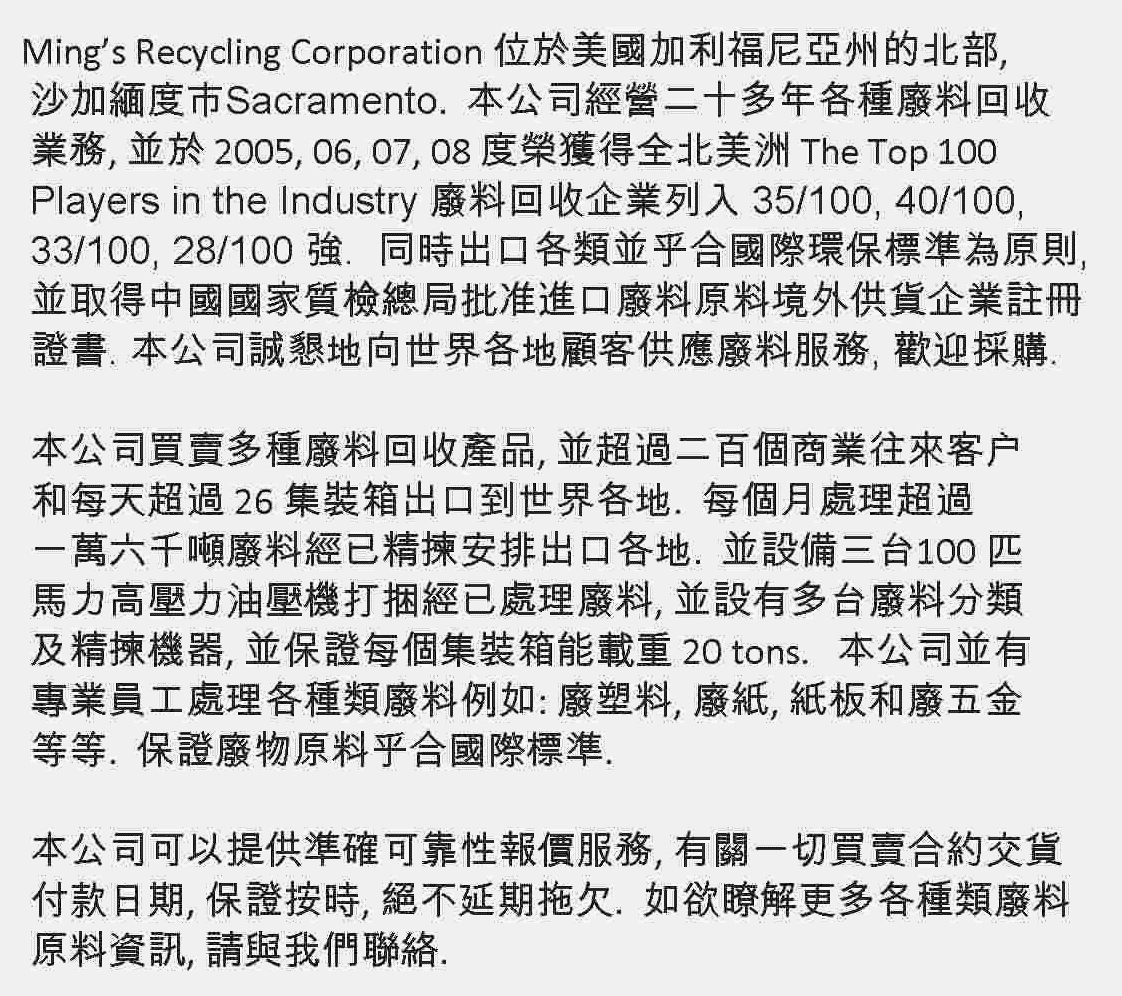 Ming’s Recycling Corporation 位於美國加利福尼亞州的北部,
沙加緬度市Sacramento. 本公司經營二十多年各種廢料回收
業務, 並於 2005, 06, 07, 08 度榮獲得全北美洲 The Top 100
Players in the Industry 廢料回收企業列入 35/100, 40/100,
33/100, 28/100 強. 同時出口各類並乎合國際環保標準為原則,
並取得中國國家質檢總局批准進口廢料原料境外供貨企業註冊
證書. 本公司誠懇地向世界各地顧客供應廢料服務, 歡迎採購.
本公司買賣多種廢料回收產品, 並超過二百個商業往來客户
和每天超過 26 集裝箱出口到世界各地. 每個月處理超過
一萬六千噸廢料經已精揀安排出口各地. 並設備三台100 匹
馬力高壓力油壓機打捆經已處理廢料, 並設有多台廢料分類
及精揀機器, 並保證每個集裝箱能載重 20 tons. 本公司並有
專業員工處理各種類廢料例如: 廢塑料, 廢紙, 紙板和廢五金
等等. 保證廢物原料乎合國際標準.
本公司可以提供準確可靠性報價服務, 有關一切買賣合約交貨
付款日期, 保證按時, 絕不延期拖欠. 如欲瞭解更多各種類廢料
原料資訊, 請與我們聯絡.